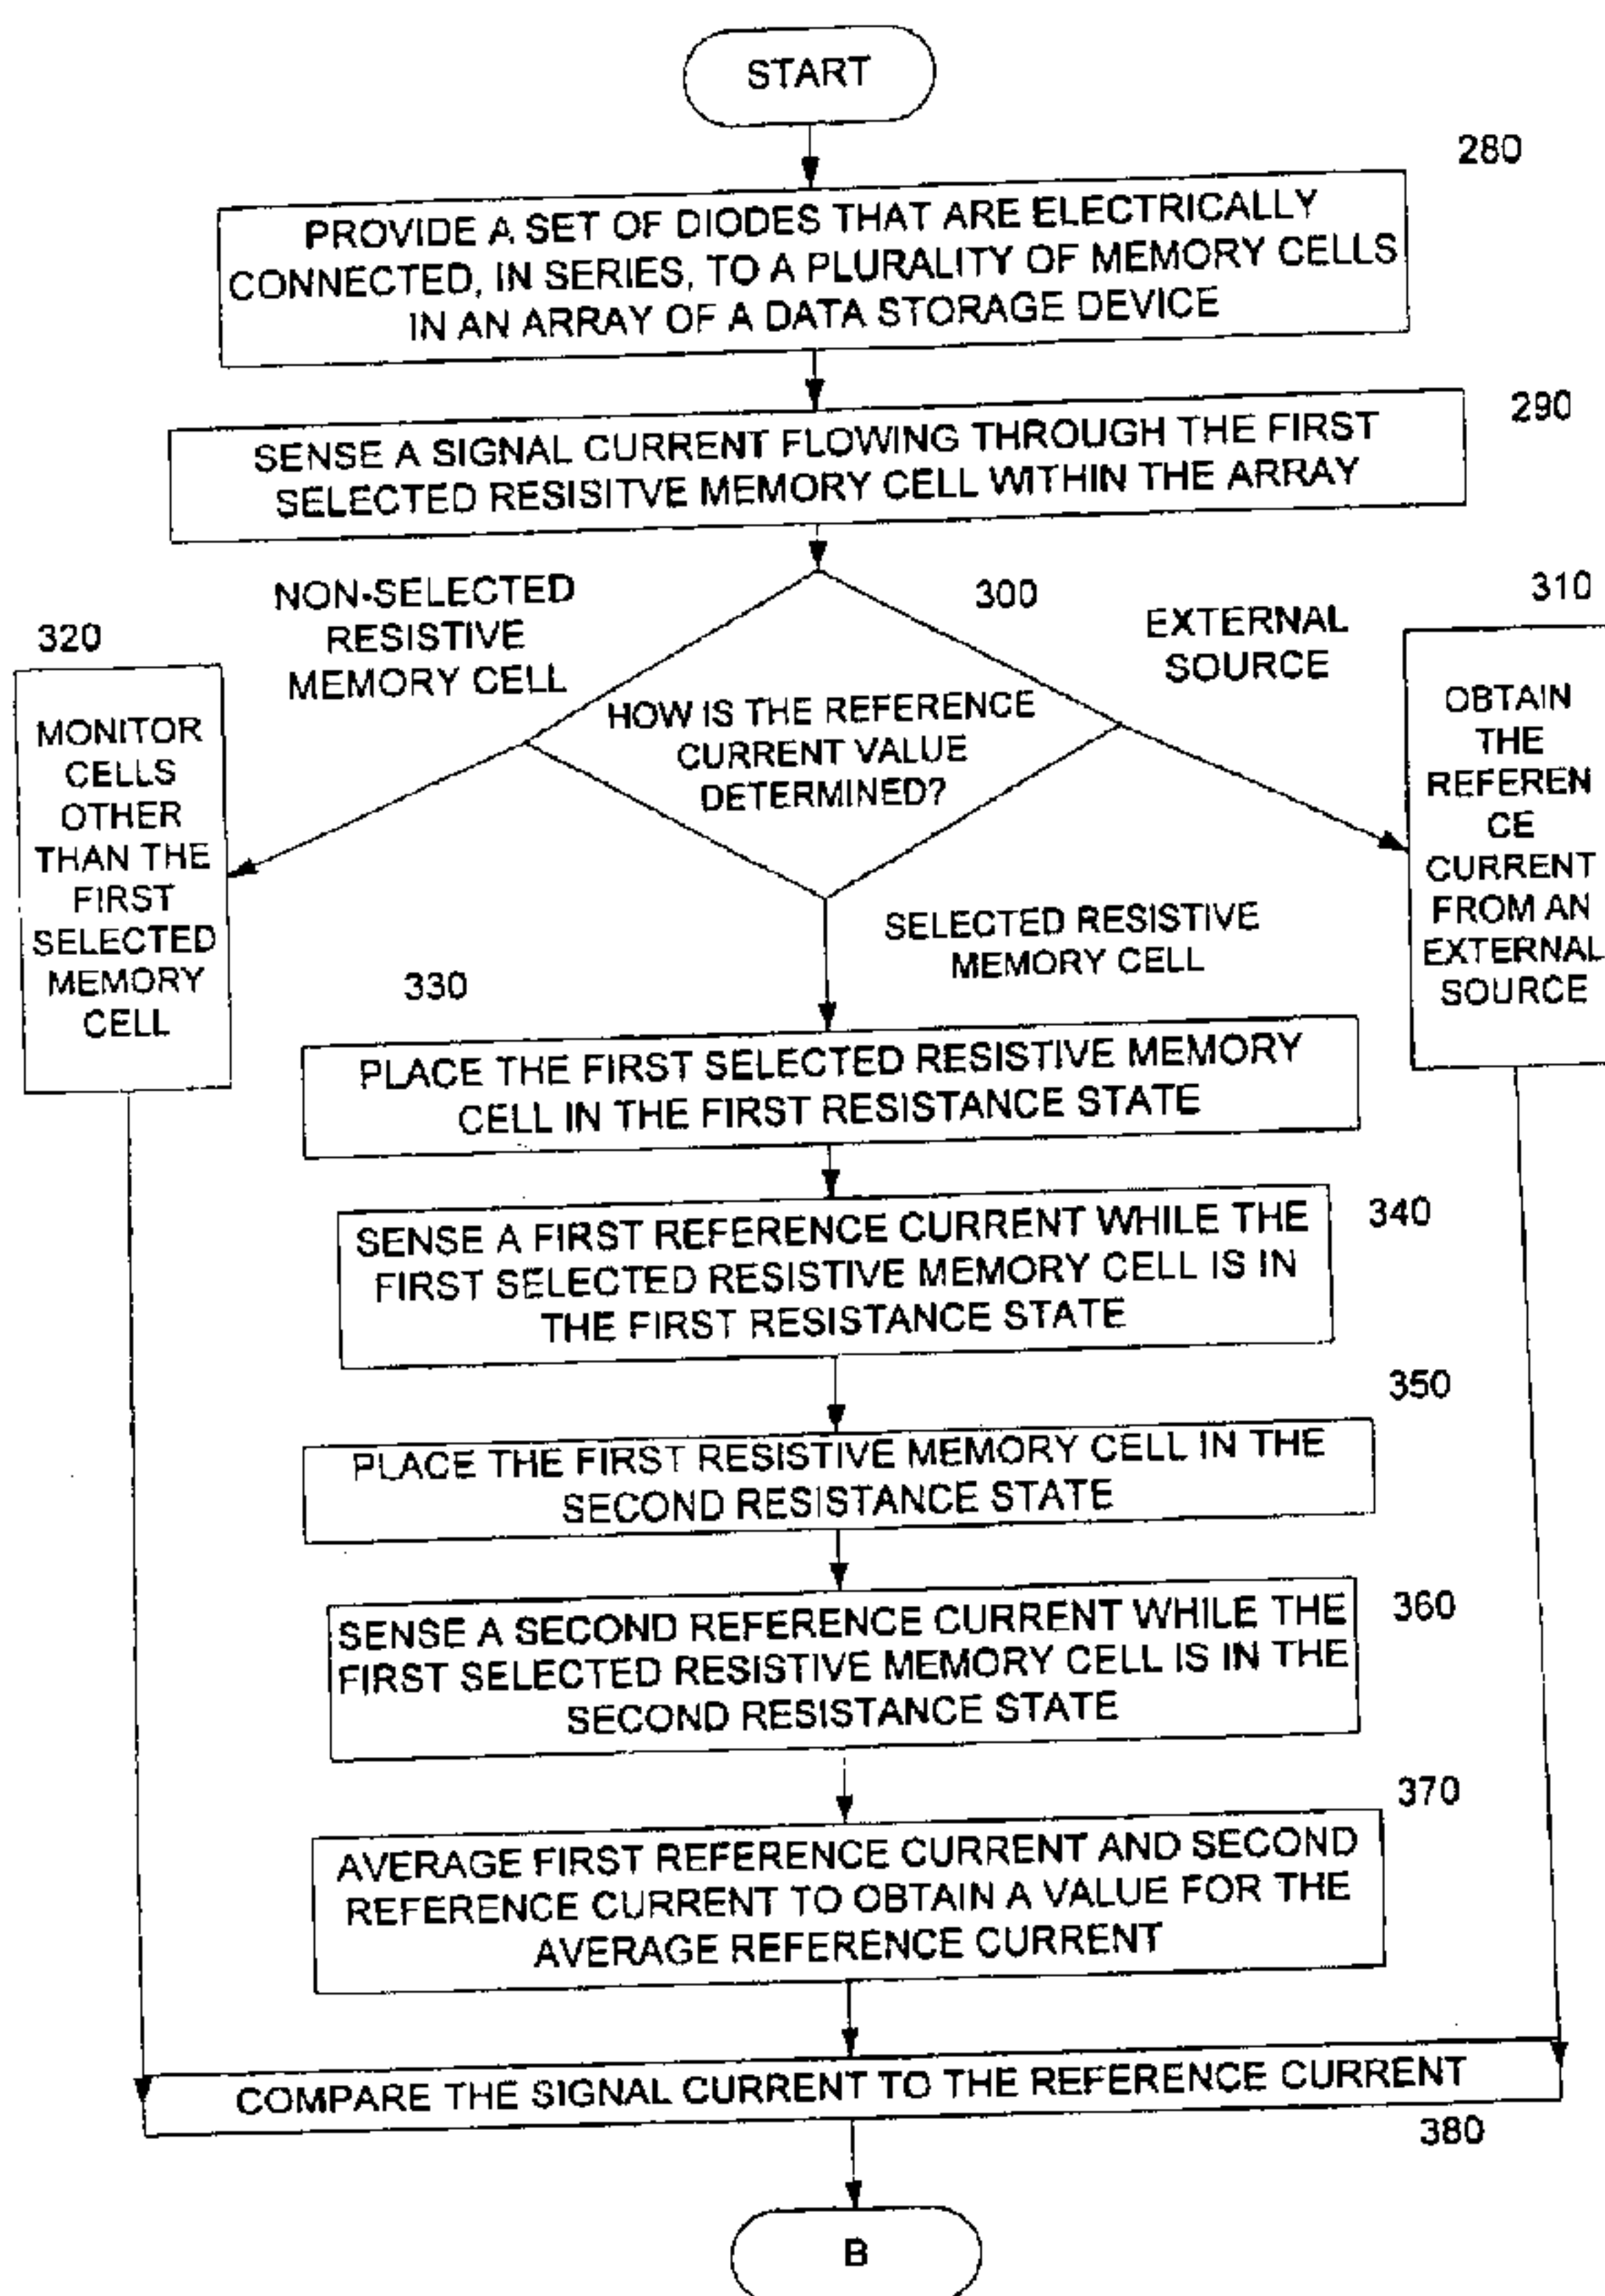 START
280
PROVIDE A SET OF DIODES THAT ARE ELECTRICALLY
CONNECTED, IN SERIES, TO A PLURALITY OF MEMORY CELLS
IN AN ARRAY OF A DATA STORAGE DEVICE
290
SENSE A SIGNAL CURRENT FLOWING THROUGH THE FIRST
SELECTED RESISITVE MEMORY CELL WITHIN THE ARRAY
NON-SELECTED
RESISTIVE
MEMORY CELL
300
EXTERNAL
SOURCE
310
320
HOW IS THE REFERENCE
CURRENT VALUE
DETERMINED?
MONITOR
CELLS
OTHER
THAN THE
FIRST
SELECTED
MEMORY
CELL
OBTAIN
THE
REFEREN
CE
CURRENT
FROM AN
EXTERNAL
SOURCE
SELECTED RESISTIVE
MEMORY CELL
330
PLACE THE FIRST SELECTED RESISTIVE MEMORY
CELL IN THE FIRST RESISTANCE STATE
340
SENSE A FIRST REFERENCE CURRENT WHILE THE
FIRST SELECTED RESISTIVE MEMORY CELL IS IN
THE FIRST RESISTANCE STATE
350
PLACE THE FIRST RESISTIVE MEMORY CELL IN THE
SECOND RESISTANCE STATE
360
SENSE A SECOND REFERENCE CURRENT WHILE THE
FIRST SELECTED RESISTIVE MEMORY CELL IS IN THE
SECOND RESISTANCE STATE
370
AVERAGE FIRST REFERENCE CURRENT AND SECOND
REFERENCE CURRENT TO OBTAIN A VALUE FOR THE
AVERAGE REFERENCE CURRENT
COMPARE THE SIGNAL CURRENT TO THE REFERENCE CURRENT
380
B